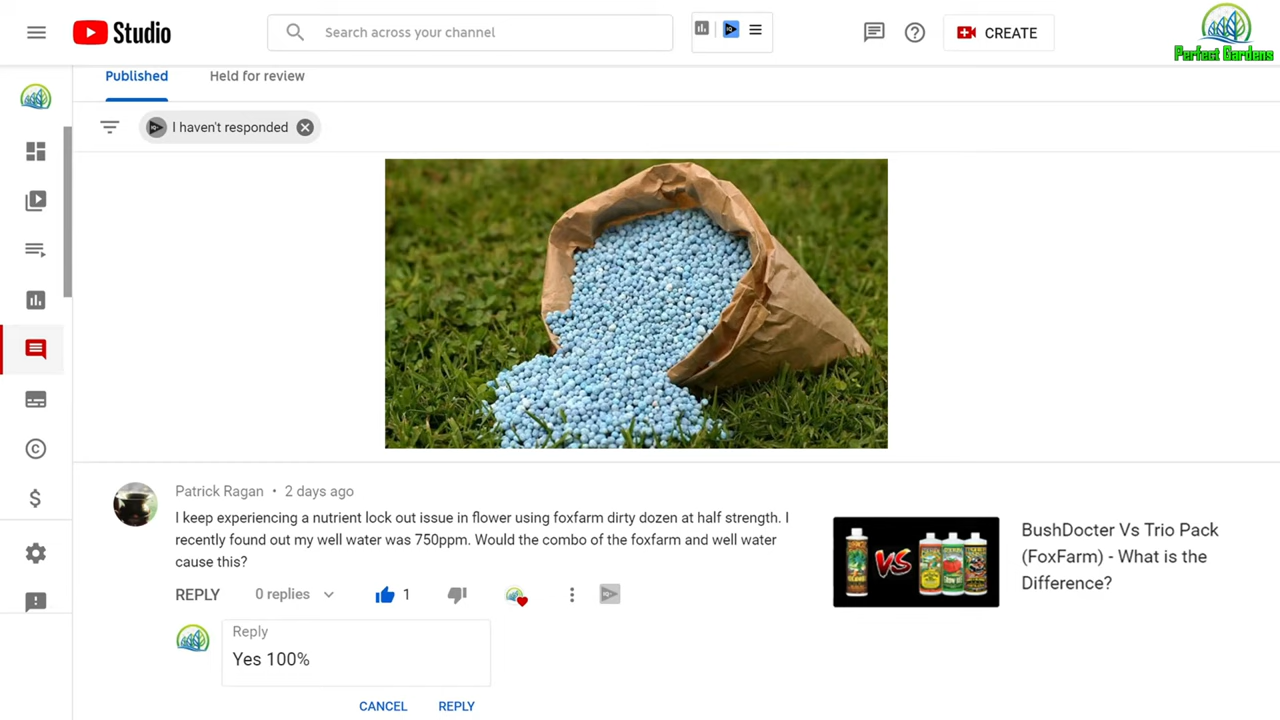 Studio
Search across your channel
CREATE
Perfect Gardens
Published
Held for review
I haven't responded
Patrick Ragan • 2 days ago
I keep experiencing a nutrient lock out issue in flower using foxfarm dirty dozen at half strength. I
recently found out my well water was 750ppm. Would the combo of the foxfarm and well water
cause this?
REPLY
0 replies
1
Reply
Yes 100%
CANCEL
REPLY
VS
BushDocter Vs Trio Pack
(FoxFarm) - What is the
Difference?